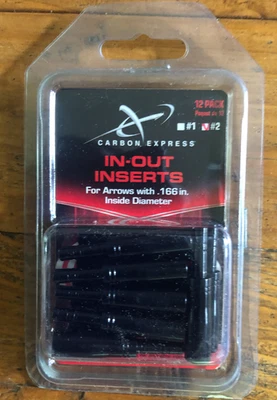 12 PACK
#1 #2
CARBON EXPRESS®
IN-OUT
INSERTS
For Arrows with .166 in.
Inside Diameter